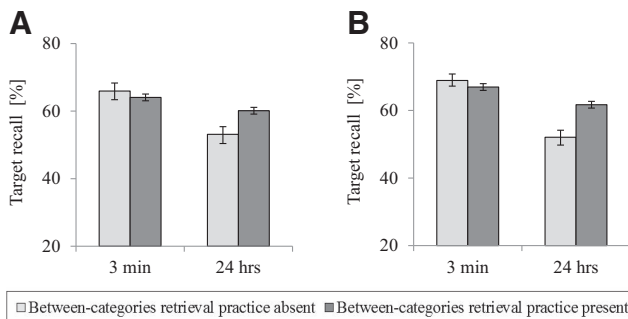 A
B
Target recall [%]
80
60
40
20
3 min
24 hrs
Target recall [%]
80
60
40
20
3 min
24 hrs
Between-categories retrieval practice absent
Between-categories retrieval practice present